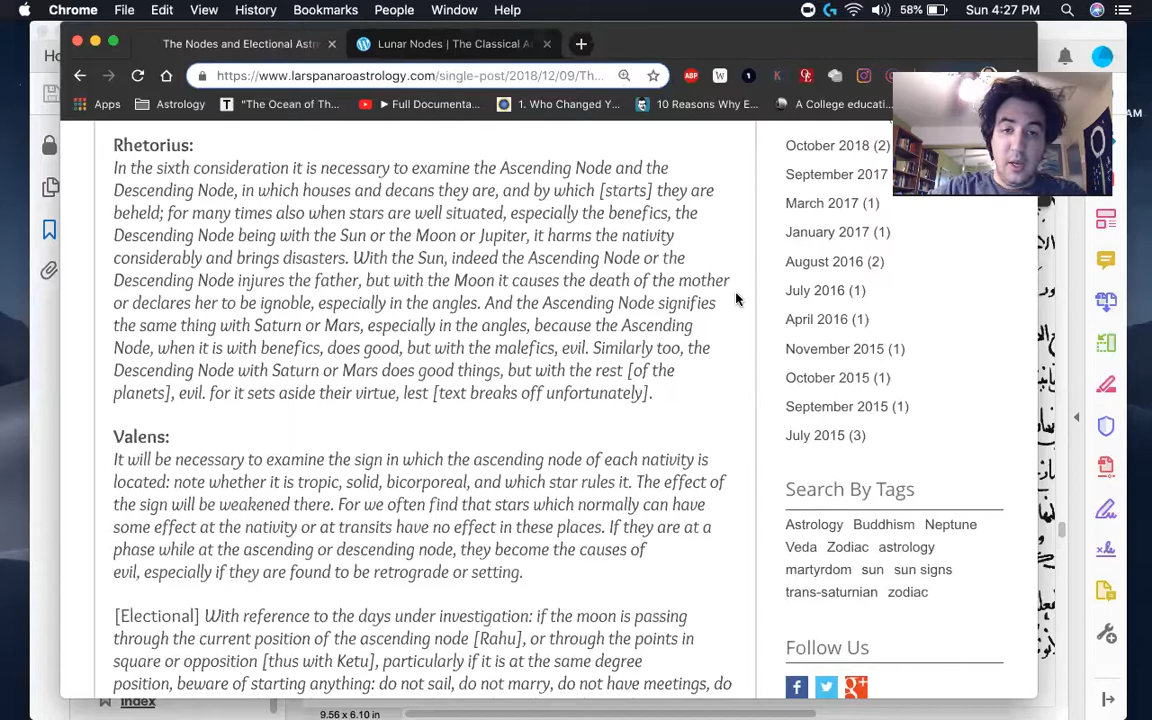 Chrome File Edit View History Bookmarks People Window Help 58% Sun 4:27 PM
The Nodes and Electional Ast Lunar Nodes | The Classical A
https://www.larspanaroastrology.com/single-post/2018/12/09/Th...
Apps Astrology "The Ocean of Th... Full Documenta... 1. Who Changed Y... 10 Reasons Why E... A College educati...
Rhetorius:
In the sixth consideration it is necessary to examine the Ascending Node and the
Descending Node, in which houses and decans they are, and by which [starts] they are
beheld; for many times also when stars are well situated, especially the benefics, the
Descending Node being with the Sun or the Moon or Jupiter, it harms the nativity
considerably and brings disasters. With the Sun, indeed the Ascending Node or the
Descending Node injures the father, but with the Moon it causes the death of the mother
or declares her to be ignoble, especially in the angles. And the Ascending Node signifies
the same thing with Saturn or Mars, especially in the angles, because the Ascending
Node, when it is with benefics, does good, but with the malefics, evil. Similarly too, the
Descending Node with Saturn or Mars does good things, but with the rest [of the
planets], evil. for it sets aside their virtue, lest [text breaks off unfortunately].
Valens:
It will be necessary to examine the sign in which the ascending node of each nativity is
located: note whether it is tropic, solid, bicorporeal, and which star rules it. The effect of
the sign will be weakened there. For we often find that stars which normally can have
some effect at the nativity or at transits have no effect in these places. If they are at a
phase while at the ascending or descending node, they become the causes of
evil, especially if they are found to be retrograde or setting.
[Electional] With reference to the days under investigation: if the moon is passing
through the current position of the ascending node [Rahu], or through the points in
square or opposition [thus with Ketu], particularly if it is at the same degree
position, beware of starting anything: do not sail, do not marry, do not have meetings, do
October 2018 (2)
September 2017
March 2017 (1)
January 2017 (1)
August 2016 (2)
July 2016 (1)
April 2016 (1)
November 2015 (1)
October 2015 (1)
September 2015 (1)
July 2015 (3)
Search By Tags
Astrology Buddhism Neptune
Veda Zodiac astrology
martyrdom sun sun signs
trans-saturnian zodiac
Follow Us
AM
Index
9.56 x 6.10 in